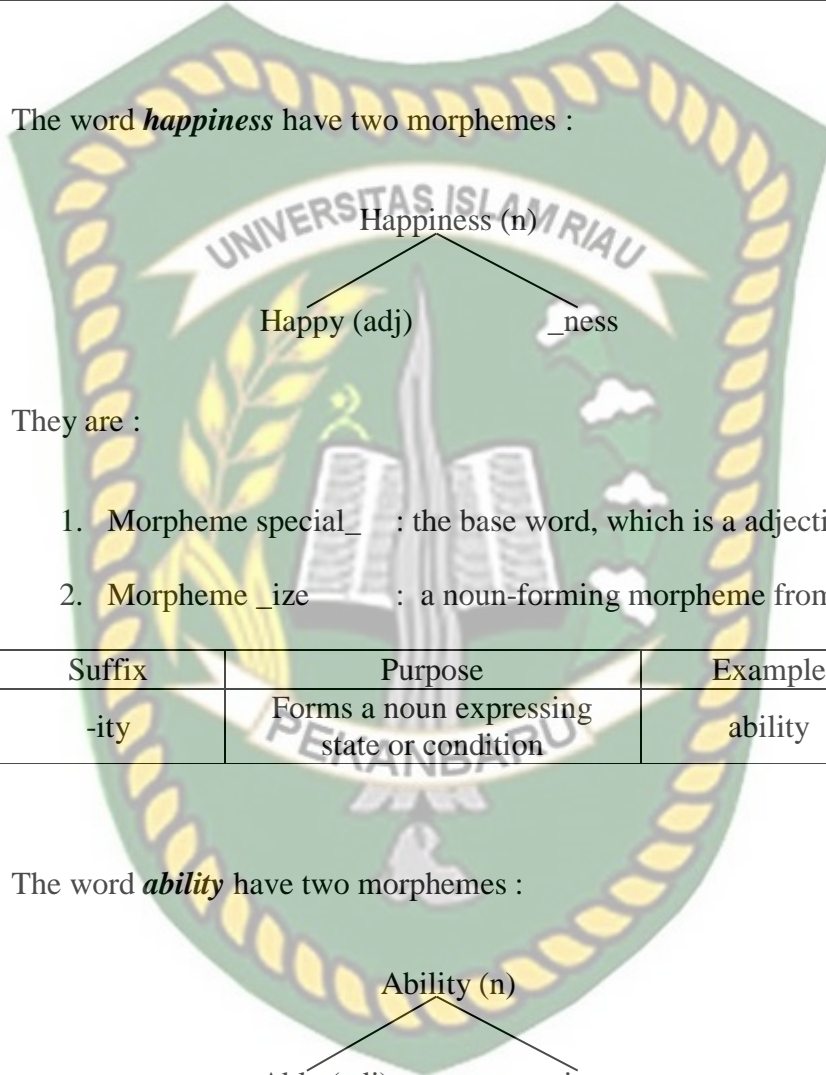 The word happiness have two morphemes :
UNIVERSITAS ISLAM RIAU
Happiness (n)
Happy (adj) _ness
They are :
1. Morpheme special_ : the base word, which is a adjecti
2. Morpheme _ize : a noun-forming morpheme from
Suffix Purpose Example
-ity Forms a noun expressing state or condition ability
PEKANBARU
The word ability have two morphemes :
Ability (n)